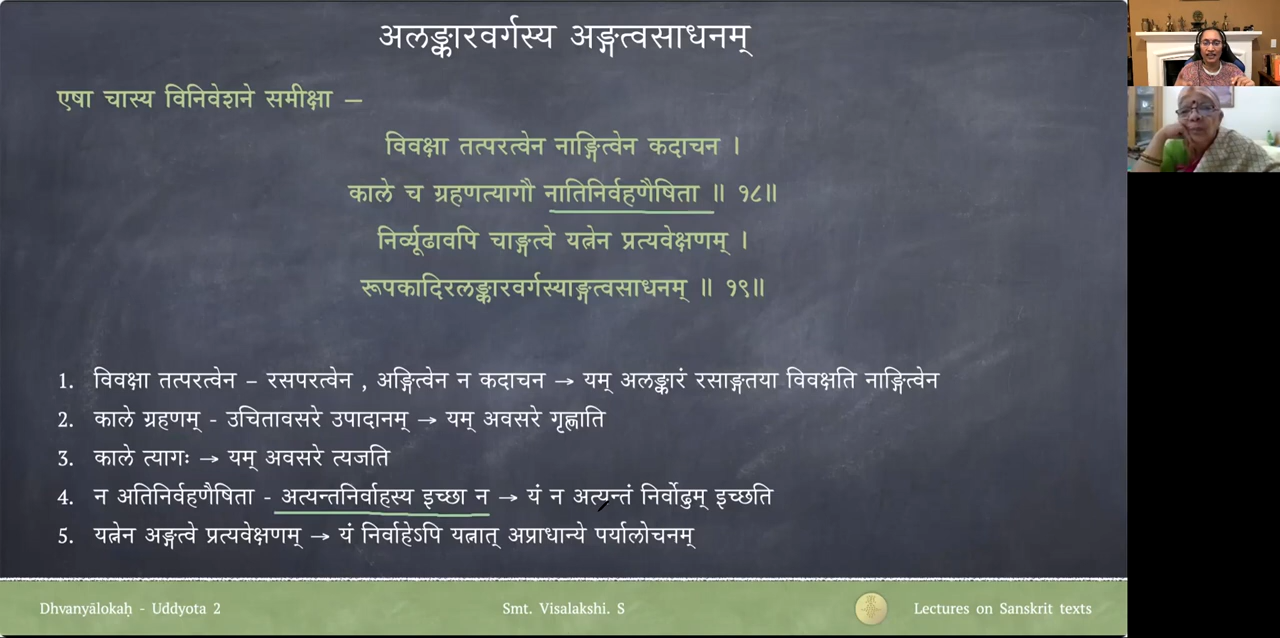 अलङ्कारवर्गस्य अङ्गत्वसाधनम्
एषा चास्य विनिवेशने समीक्षा –
विवक्षा तत्परत्वेन नाङ्गित्वेन कदाचन ।
काले च ग्रहणत्यागौ नातिनिर्वहणैषिता ॥ १८॥
निर्व्यूढावपि चाङ्गत्वे यत्नेन प्रत्यवेक्षणम् ।
रूपकादिरलङ्कारवर्गस्याङ्गत्वसाधनम् ॥ १९॥
1. विवक्षा तत्परत्वेन – रसपरत्वेन , अङ्गित्वेन न कदाचन → यम् अलङ्कारं रसाङ्गतया विवक्षति नाङ्गित्वेन
2. काले ग्रहणम् - उचितावसरे उपादानम् → यम् अवसरे गृह्णाति
3. काले त्यागः → यम् अवसरे त्यजति
4. न अतिनिर्वहणैषिता - अत्यन्तनिर्वाहस्य इच्छा न → यं न अत्यन्तं निर्वोढुम् इच्छति
5. यत्नेन अङ्गत्वे प्रत्यवेक्षणम् → यं निर्वाहेऽपि यत्नात् अप्राधान्ये पर्यालोचनम्
Dhvanyālokaḥ - Uddyota 2 Smt. Visalakshi. S Lectures on Sanskrit texts